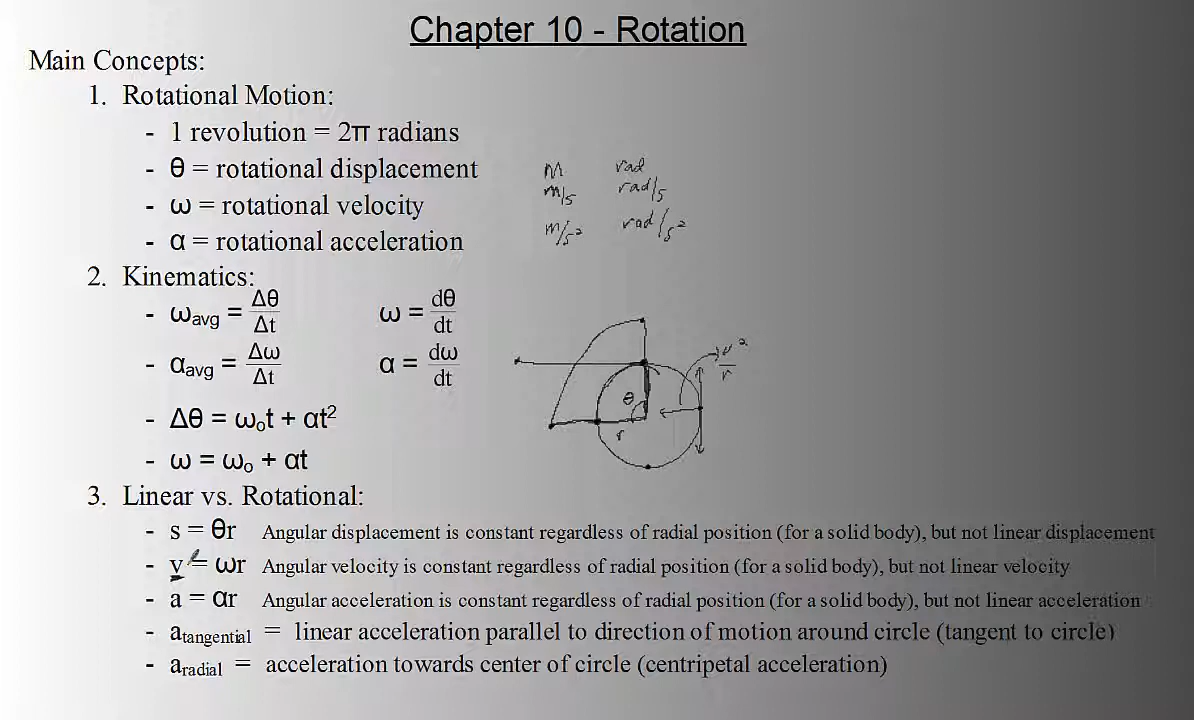 Chapter 10 - Rotation
Main Concepts:
1. Rotational Motion:
- 1 revolution = 2π radians
- θ = rotational displacement m rad
- ω = rotational velocity m/s rad/s
- α = rotational acceleration m/s² rad/s²
2. Kinematics:
- ωavg = Δθ/Δt ω = dθ/dt
- αavg = Δω/Δt α = dω/dt
v²/r
θ
- Δθ = ωₒt + αt²
r
- ω = ωₒ + αt
3. Linear vs. Rotational:
- s = θr Angular displacement is constant regardless of radial position (for a solid body), but not linear displacement
- v = ωr Angular velocity is constant regardless of radial position (for a solid body), but not linear velocity
- a = αr Angular acceleration is constant regardless of radial position (for a solid body), but not linear acceleration
- atangential = linear acceleration parallel to direction of motion around circle (tangent to circle)
- aradial = acceleration towards center of circle (centripetal acceleration)